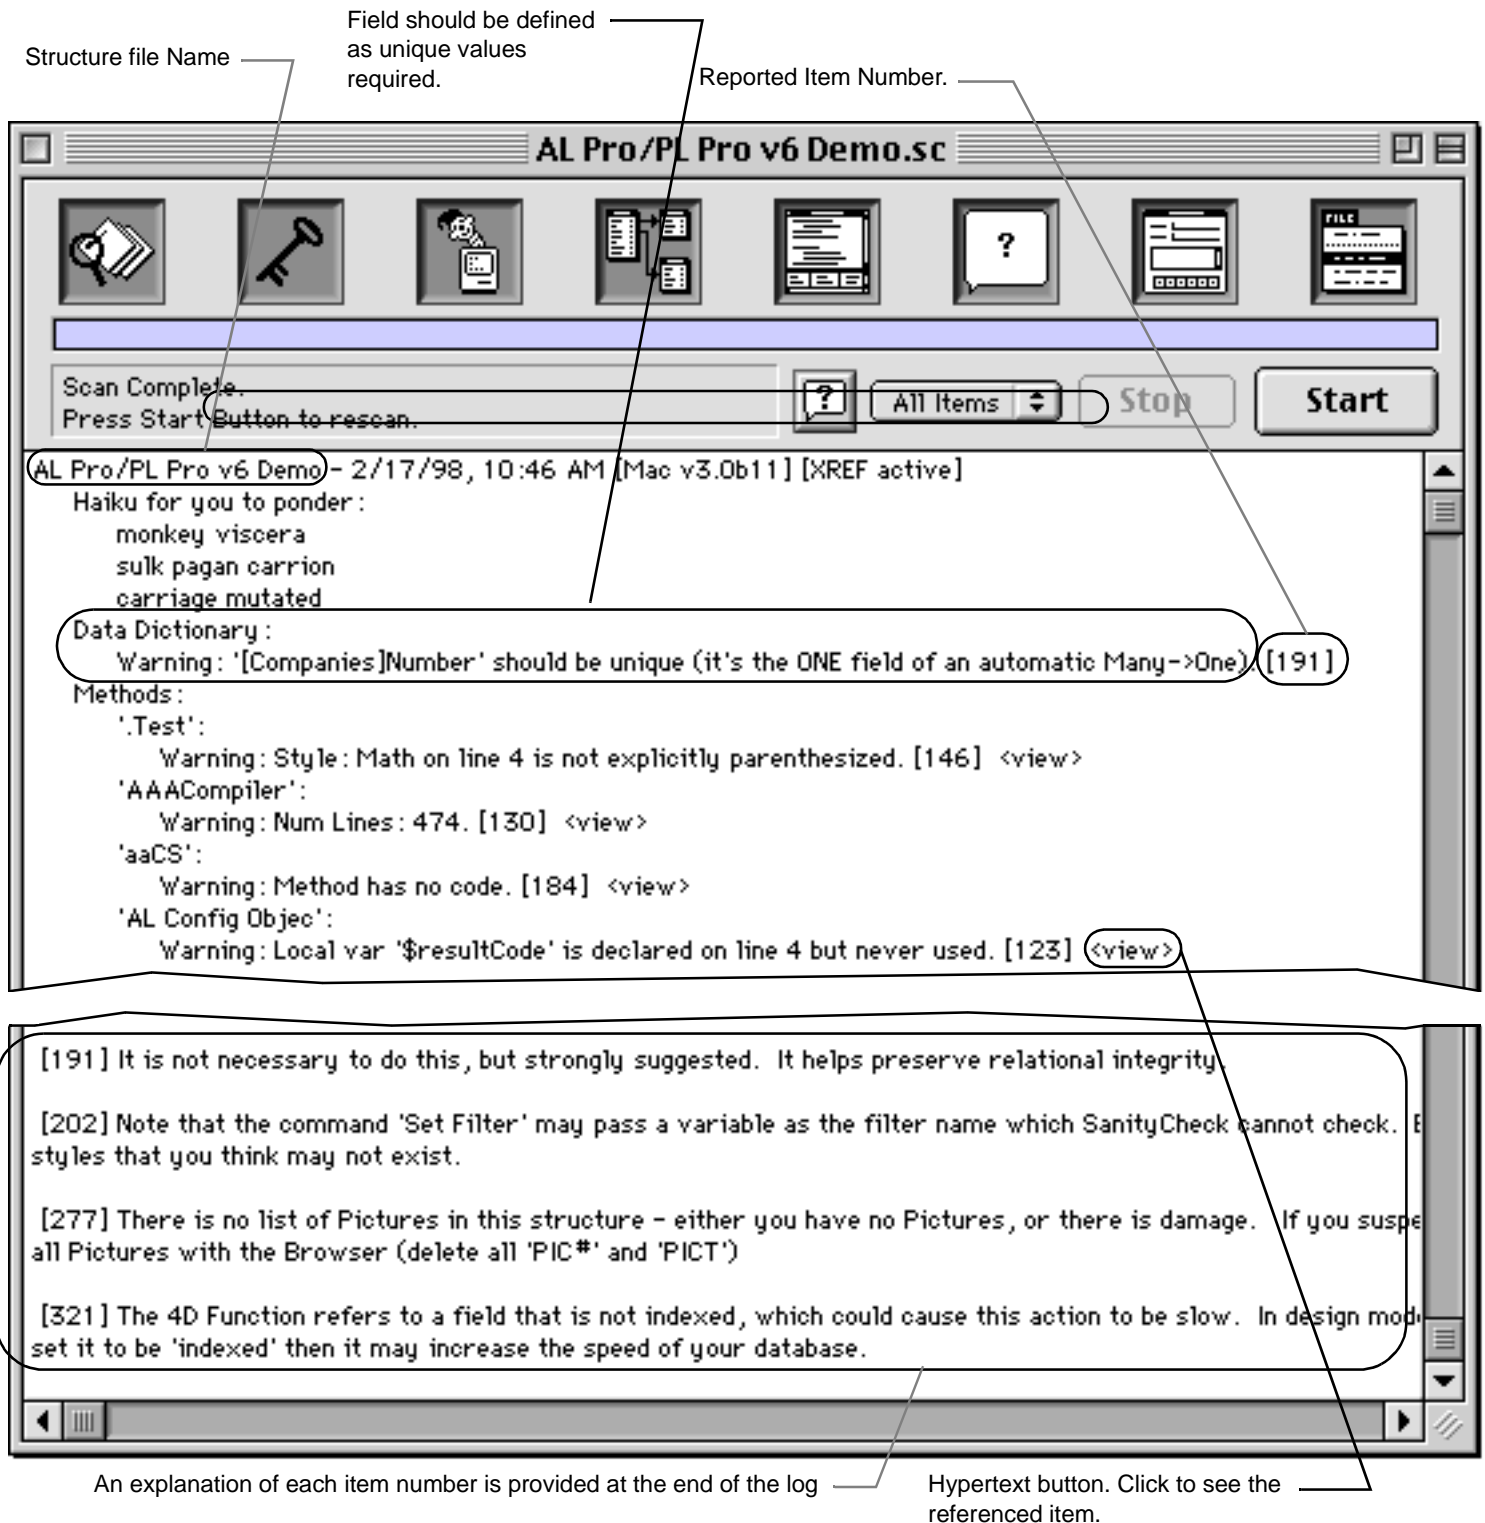 Field should be defined
as unique values
required.
Structure file Name
Reported Item Number.
AL Pro/PL Pro v6 Demo.sc
?
FILE
Scan Complete.
Press Start Button to rescan.
?
All Items
Stop
Start
AL Pro/PL Pro v6 Demo - 2/17/98, 10:46 AM [Mac v3.0b11] [XREF active]
Haiku for you to ponder:
monkey viscera
sulk pagan carrion
carriage mutated
Data Dictionary:
Warning: '[Companies]Number' should be unique (it's the ONE field of an automatic Many->One). [191]
Methods:
'.Test':
Warning: Style: Math on line 4 is not explicitly parenthesized. [146] <view>
'AAACompiler':
Warning: Num Lines: 474. [130] <view>
'aaCS':
Warning: Method has no code. [184] <view>
'AL Config Objec':
Warning: Local var '$resultCode' is declared on line 4 but never used. [123] <view>
[191] It is not necessary to do this, but strongly suggested. It helps preserve relational integrity.
[202] Note that the command 'Set Filter' may pass a variable as the filter name which SanityCheck cannot check.
styles that you think may not exist.
[277] There is no list of Pictures in this structure - either you have no Pictures, or there is damage. If you suspe
all Pictures with the Browser (delete all 'PIC#' and 'PICT')
[321] The 4D Function refers to a field that is not indexed, which could cause this action to be slow. In design mod
set it to be 'indexed' then it may increase the speed of your database.
An explanation of each item number is provided at the end of the log
Hypertext button. Click to see the
referenced item.